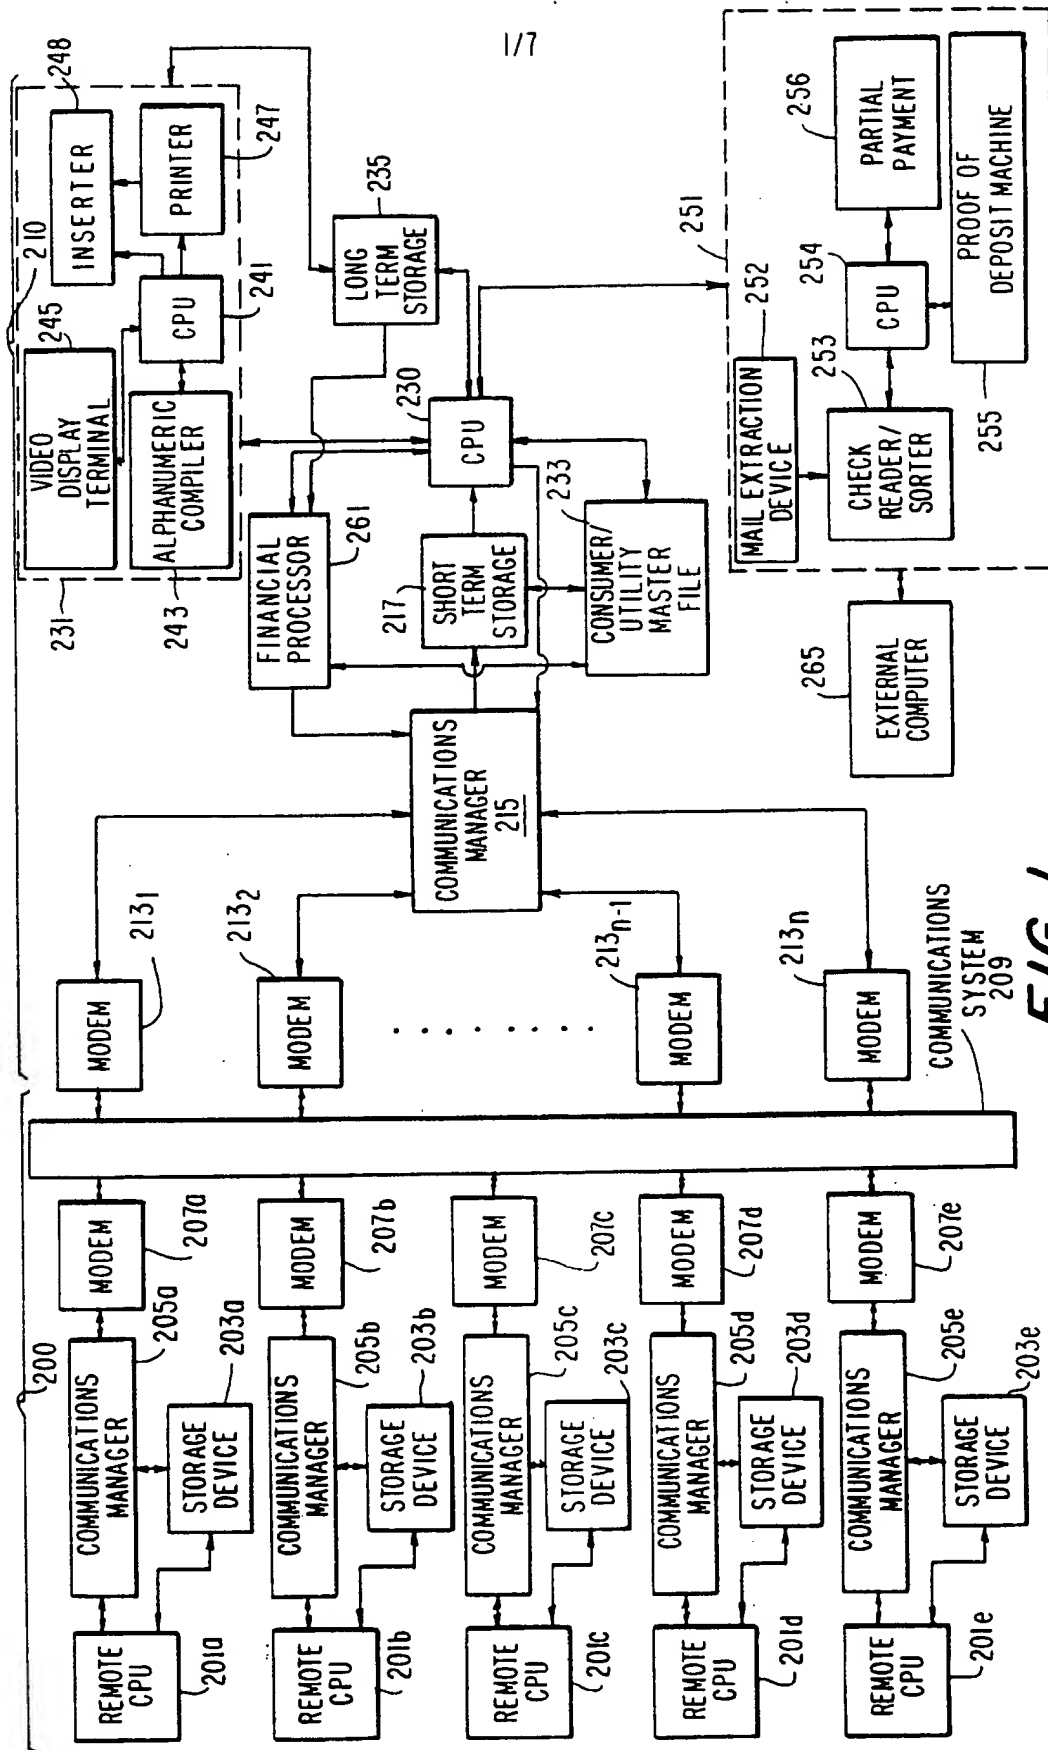 1/7
200
REMOTE
CPU
201a
COMMUNICATIONS
MANAGER
205a
STORAGE
DEVICE
203a
MODEM
207a
REMOTE
CPU
201b
COMMUNICATIONS
MANAGER
205b
STORAGE
DEVICE
203b
MODEM
207b
REMOTE
CPU
201c
COMMUNICATIONS
MANAGER
205c
STORAGE
DEVICE
203c
MODEM
207c
REMOTE
CPU
201d
COMMUNICATIONS
MANAGER
205d
STORAGE
DEVICE
203d
MODEM
207d
REMOTE
CPU
201e
COMMUNICATIONS
MANAGER
205e
STORAGE
DEVICE
203e
MODEM
207e
COMMUNICATIONS
SYSTEM
209
MODEM
2131
MODEM
2132
MODEM
213n-1
MODEM
213n
210
COMMUNICATIONS
MANAGER
215
231
VIDEO
DISPLAY
TERMINAL
245
ALPHANUMERIC
COMPILER
243
CPU
241
INSERTER
248
PRINTER
247
FINANCIAL
PROCESSOR
261
LONG
TERM
STORAGE
235
217
SHORT
TERM
STORAGE
CPU
230
CONSUMER/
UTILITY
MASTER
FILE
233
EXTERNAL
COMPUTER
265
251
MAIL EXTRACTION
DEVICE
252
CHECK
READER/
SORTER
253
CPU
254
PARTIAL
PAYMENT
256
PROOF OF
DEPOSIT MACHINE
255